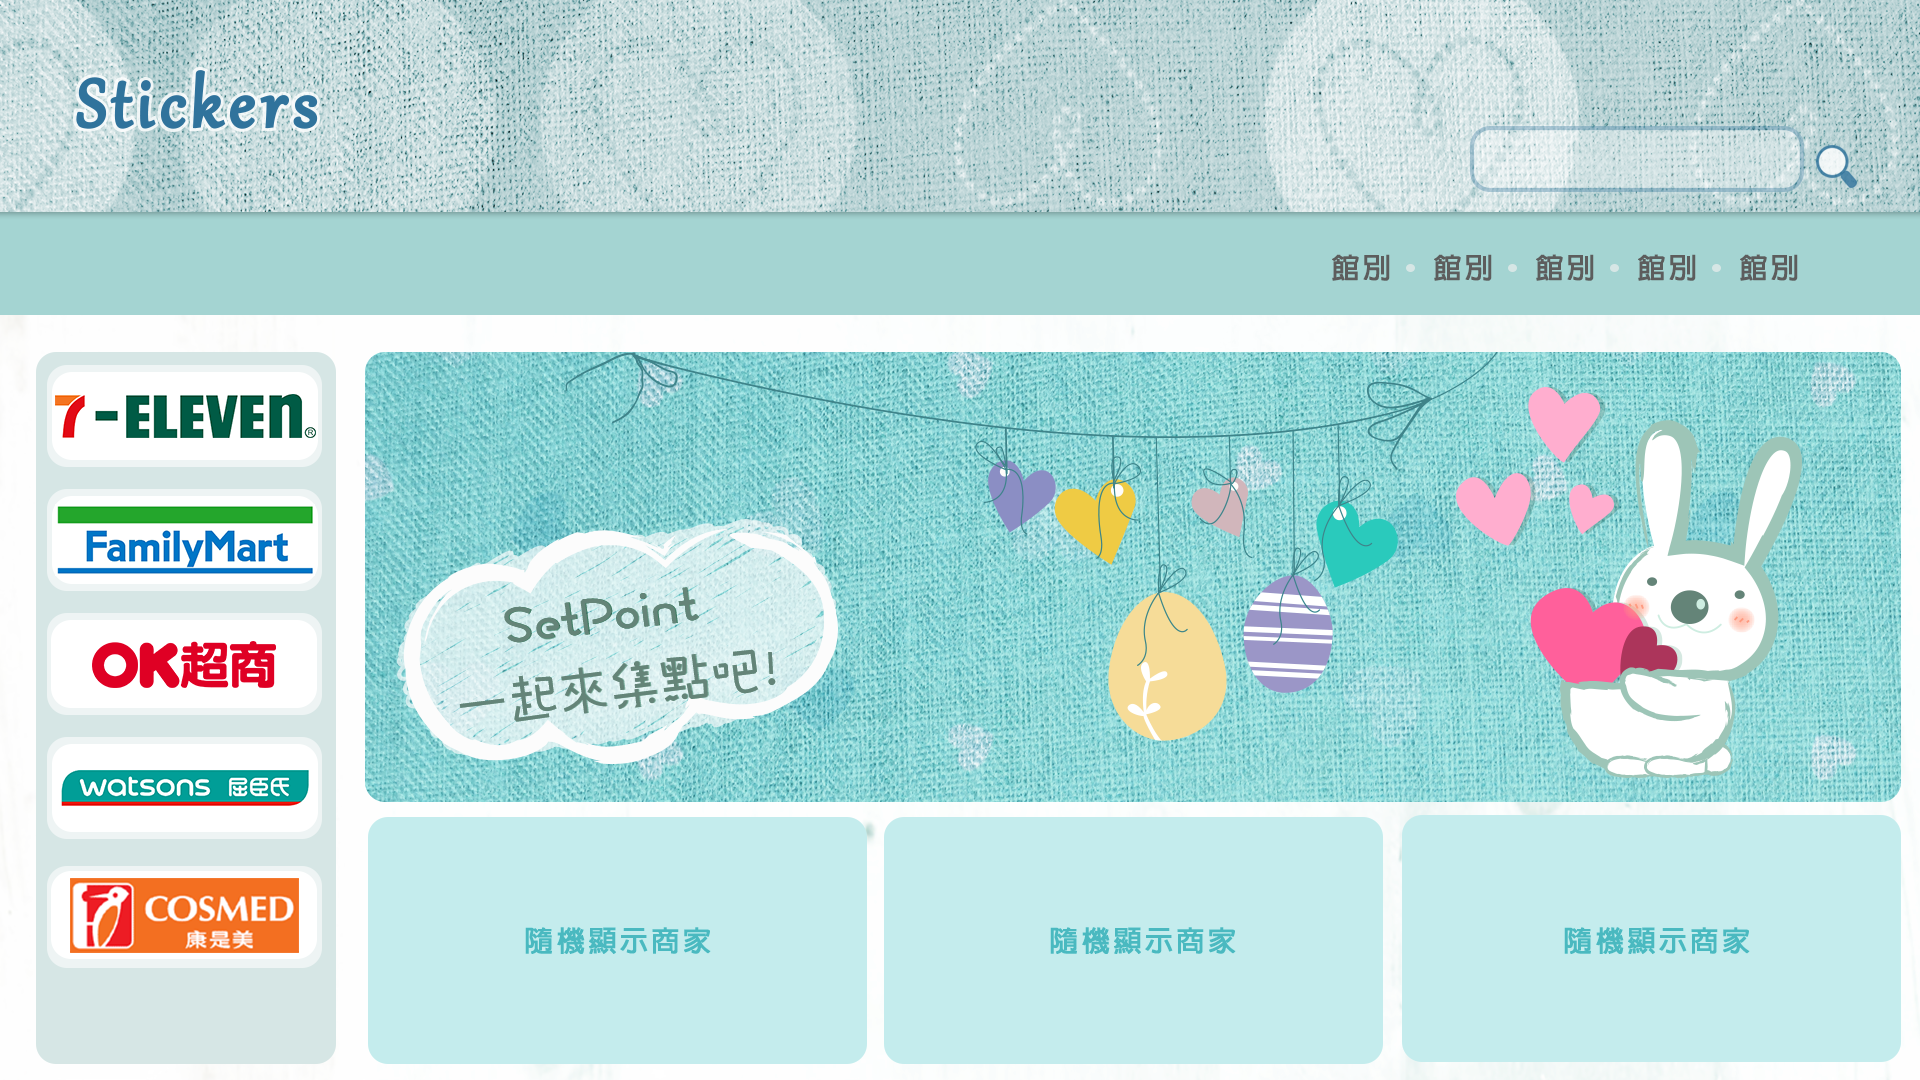 Stickers
館別 • 館別 • 館別 • 館別 • 館別
7-ELEVEn®
FamilyMart
OK超商
watsons 屈臣氏
COSMED
康是美
SetPoint
一起來集點吧!
隨機顯示商家
隨機顯示商家
隨機顯示商家